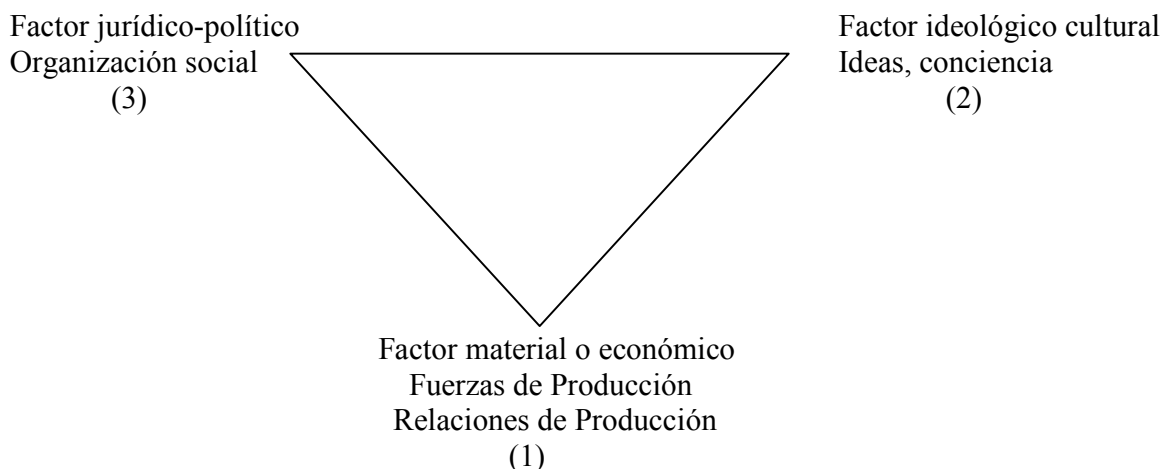 Factor jurídico-político
Organización social
(3)
Factor ideológico cultural
Ideas, conciencia
(2)
Factor material o económico
Fuerzas de Producción
Relaciones de Producción
(1)